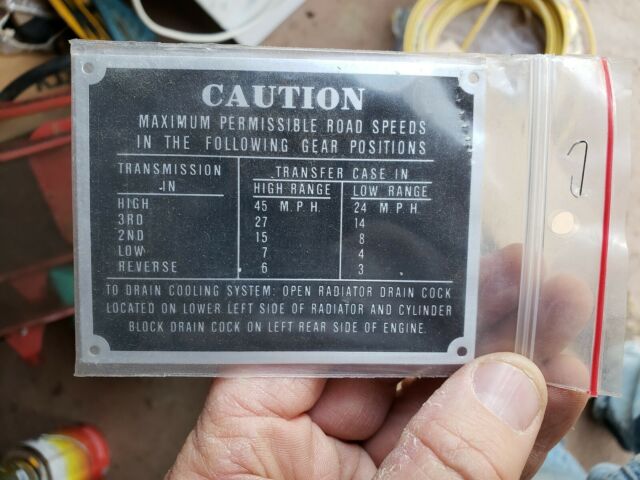 CAUTION
MAXIMUM PERMISSIBLE ROAD SPEEDS
IN THE FOLLOWING GEAR POSITIONS
TRANSMISSION IN TRANSFER CASE IN
HIGH RANGE LOW RANGE
HIGH 45 M.P.H. 24 M.P.H.
3RD 27 14
2ND 15 8
LOW 7 4
REVERSE 6 3
TO DRAIN COOLING SYSTEM: OPEN RADIATOR DRAIN COCK
LOCATED ON LOWER LEFT SIDE OF RADIATOR AND CYLINDER
BLOCK DRAIN COCK ON LEFT REAR SIDE OF ENGINE.